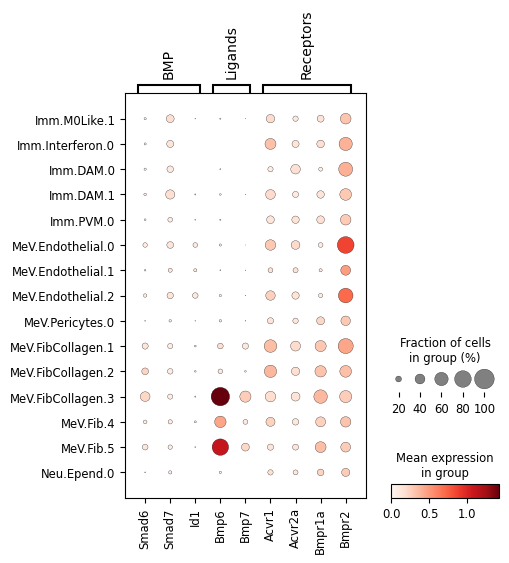 BMP
Ligands
Receptors
Imm.M0Like.1
Imm.Interferon.0
Imm.DAM.0
Imm.DAM.1
Imm.PVM.0
MeV.Endothelial.0
MeV.Endothelial.1
MeV.Endothelial.2
MeV.Pericytes.0
MeV.FibCollagen.1
MeV.FibCollagen.2
MeV.FibCollagen.3
MeV.Fib.4
MeV.Fib.5
Neu.Epend.0
Smad6
Smad7
Id1
Bmp6
Bmp7
Acvr1
Acvr2a
Bmpr1a
Bmpr2
Fraction of cells
in group (%)
20 40 60 80 100
Mean expression
in group
0.0 0.5 1.0